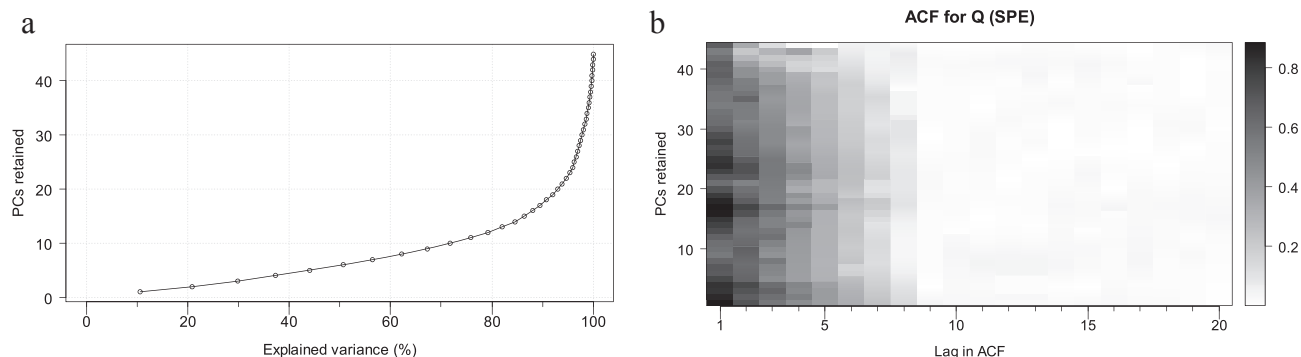 a
PCs retained
40
30
20
10
0
0 20 40 60 80 100
Explained variance (%)
b
ACF for Q (SPE)
PCs retained
40
30
20
10
1 5 10 15 20
Lag in ACF
0.8
0.6
0.4
0.2